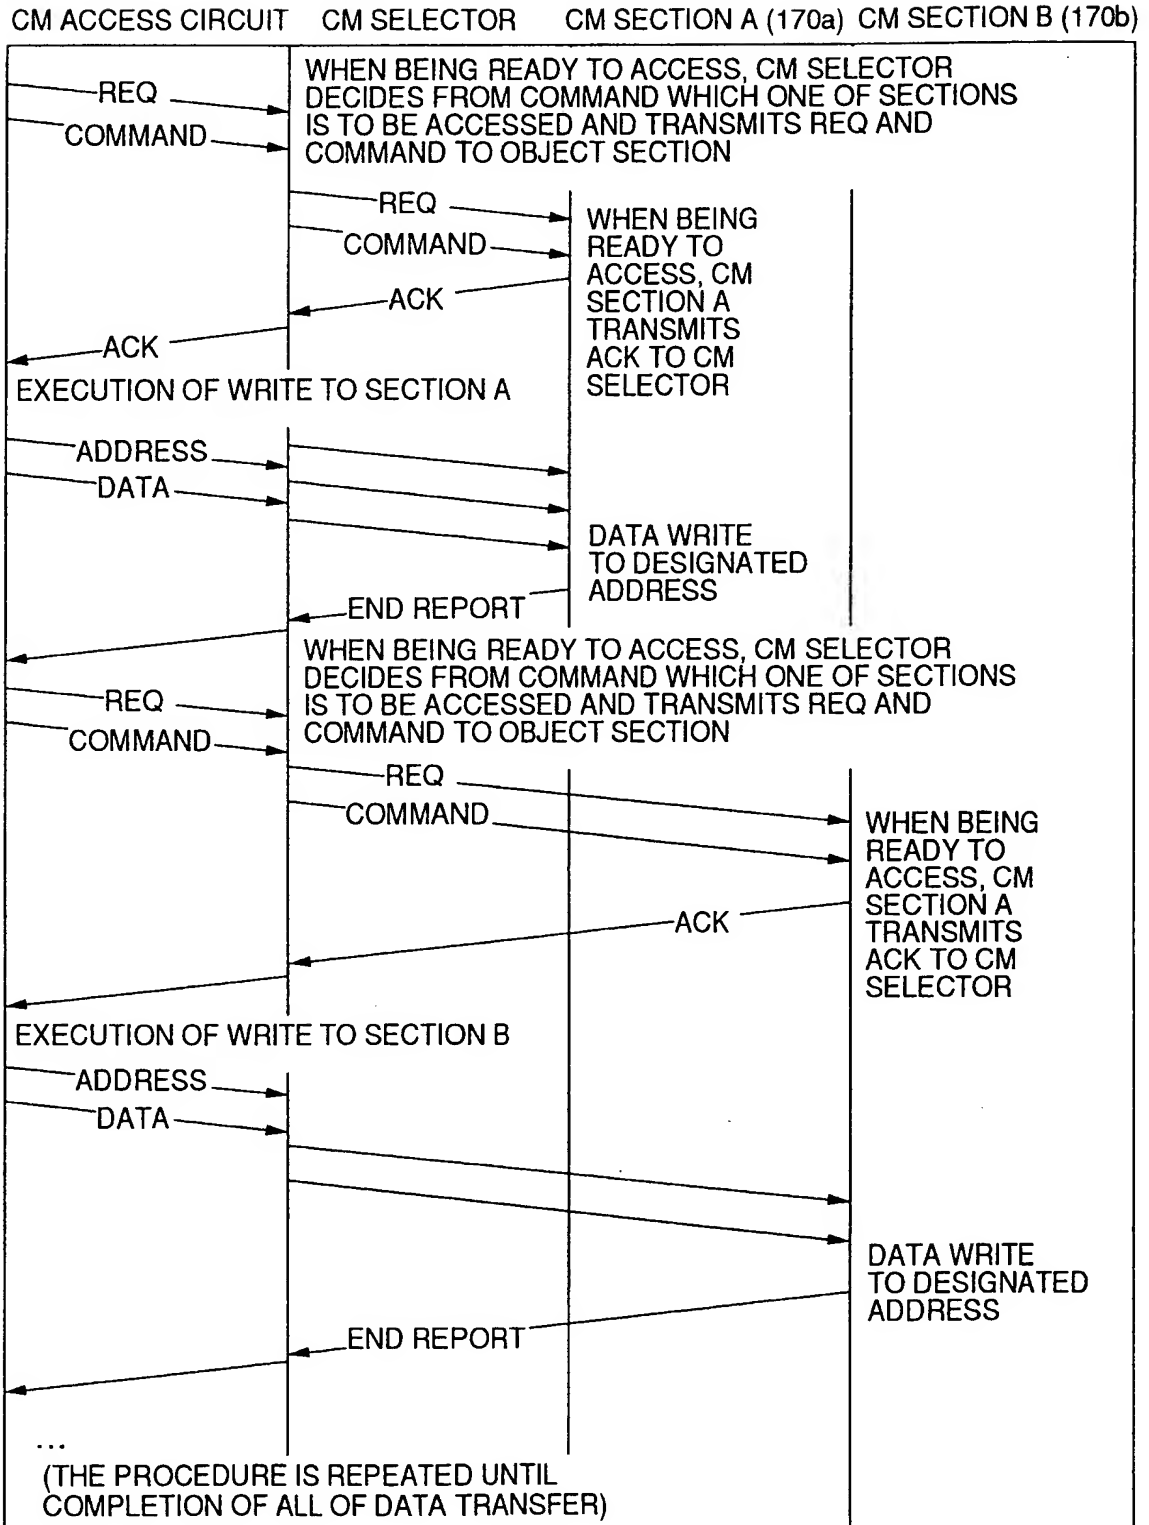 CM ACCESS CIRCUIT CM SELECTOR CM SECTION A (170a) CM SECTION B (170b)
WHEN BEING READY TO ACCESS, CM SELECTOR
DECIDES FROM COMMAND WHICH ONE OF SECTIONS
IS TO BE ACCESSED AND TRANSMITS REQ AND
COMMAND TO OBJECT SECTION
REQ
COMMAND
REQ
COMMAND
ACK
ACK
WHEN BEING
READY TO
ACCESS, CM
SECTION A
TRANSMITS
ACK TO CM
SELECTOR
EXECUTION OF WRITE TO SECTION A
ADDRESS
DATA
DATA WRITE
TO DESIGNATED
ADDRESS
END REPORT
WHEN BEING READY TO ACCESS, CM SELECTOR
DECIDES FROM COMMAND WHICH ONE OF SECTIONS
IS TO BE ACCESSED AND TRANSMITS REQ AND
COMMAND TO OBJECT SECTION
REQ
COMMAND
REQ
COMMAND
WHEN BEING
READY TO
ACCESS, CM
SECTION A
TRANSMITS
ACK TO CM
SELECTOR
ACK
EXECUTION OF WRITE TO SECTION B
ADDRESS
DATA
DATA WRITE
TO DESIGNATED
ADDRESS
END REPORT
...
(THE PROCEDURE IS REPEATED UNTIL
COMPLETION OF ALL OF DATA TRANSFER)